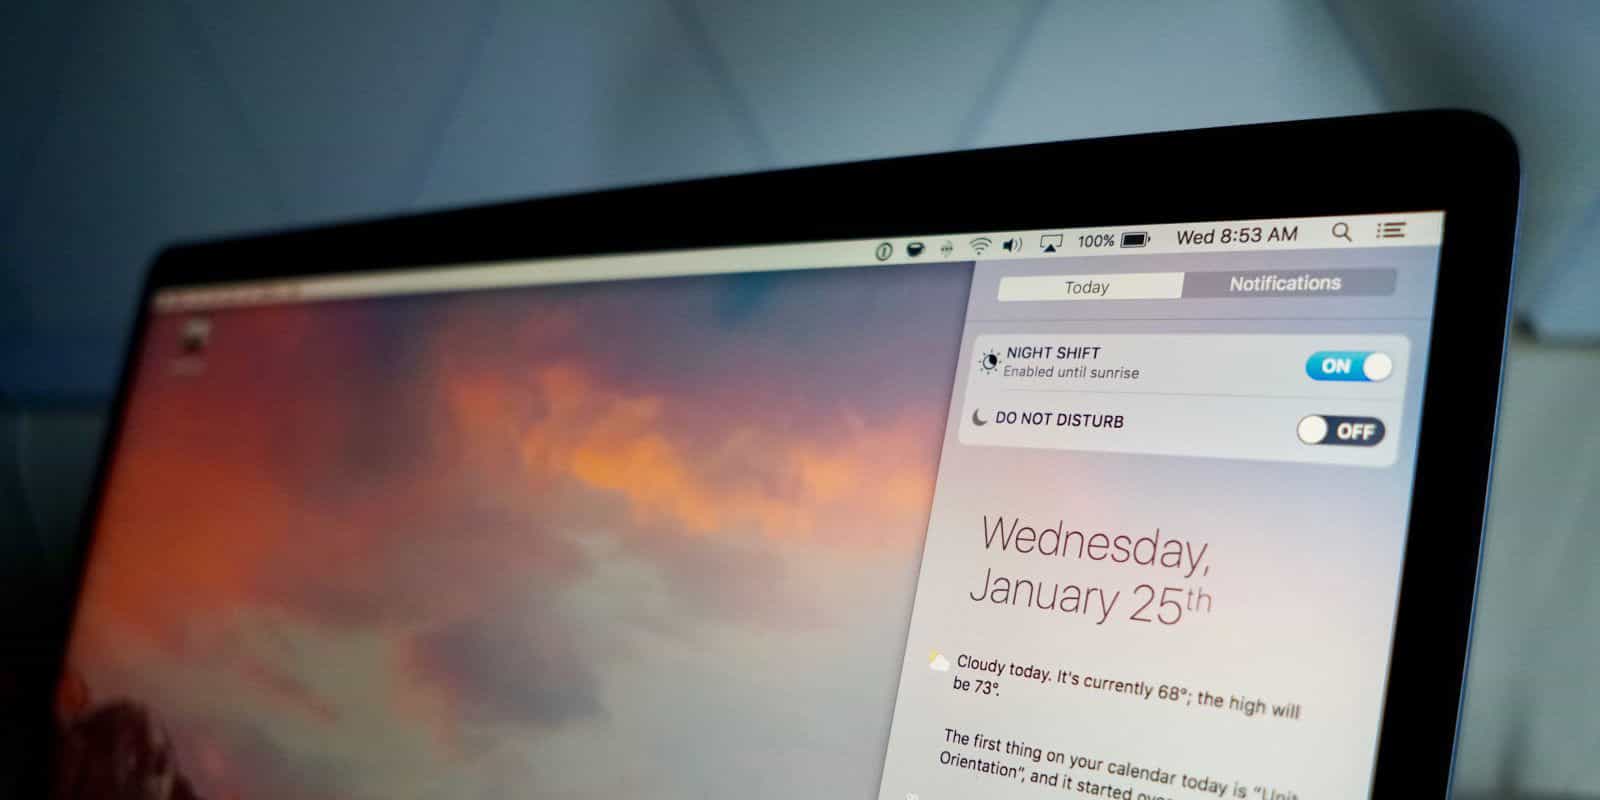 100% Wed 8:53 AM
Today Notifications
NIGHT SHIFT
Enabled until sunrise
ON
DO NOT DISTURB
OFF
Wednesday,
January 25th
Cloudy today. It's currently 68°; the high will
be 73°.
The first thing on your calendar today is “Unit
Orientation”, and it started